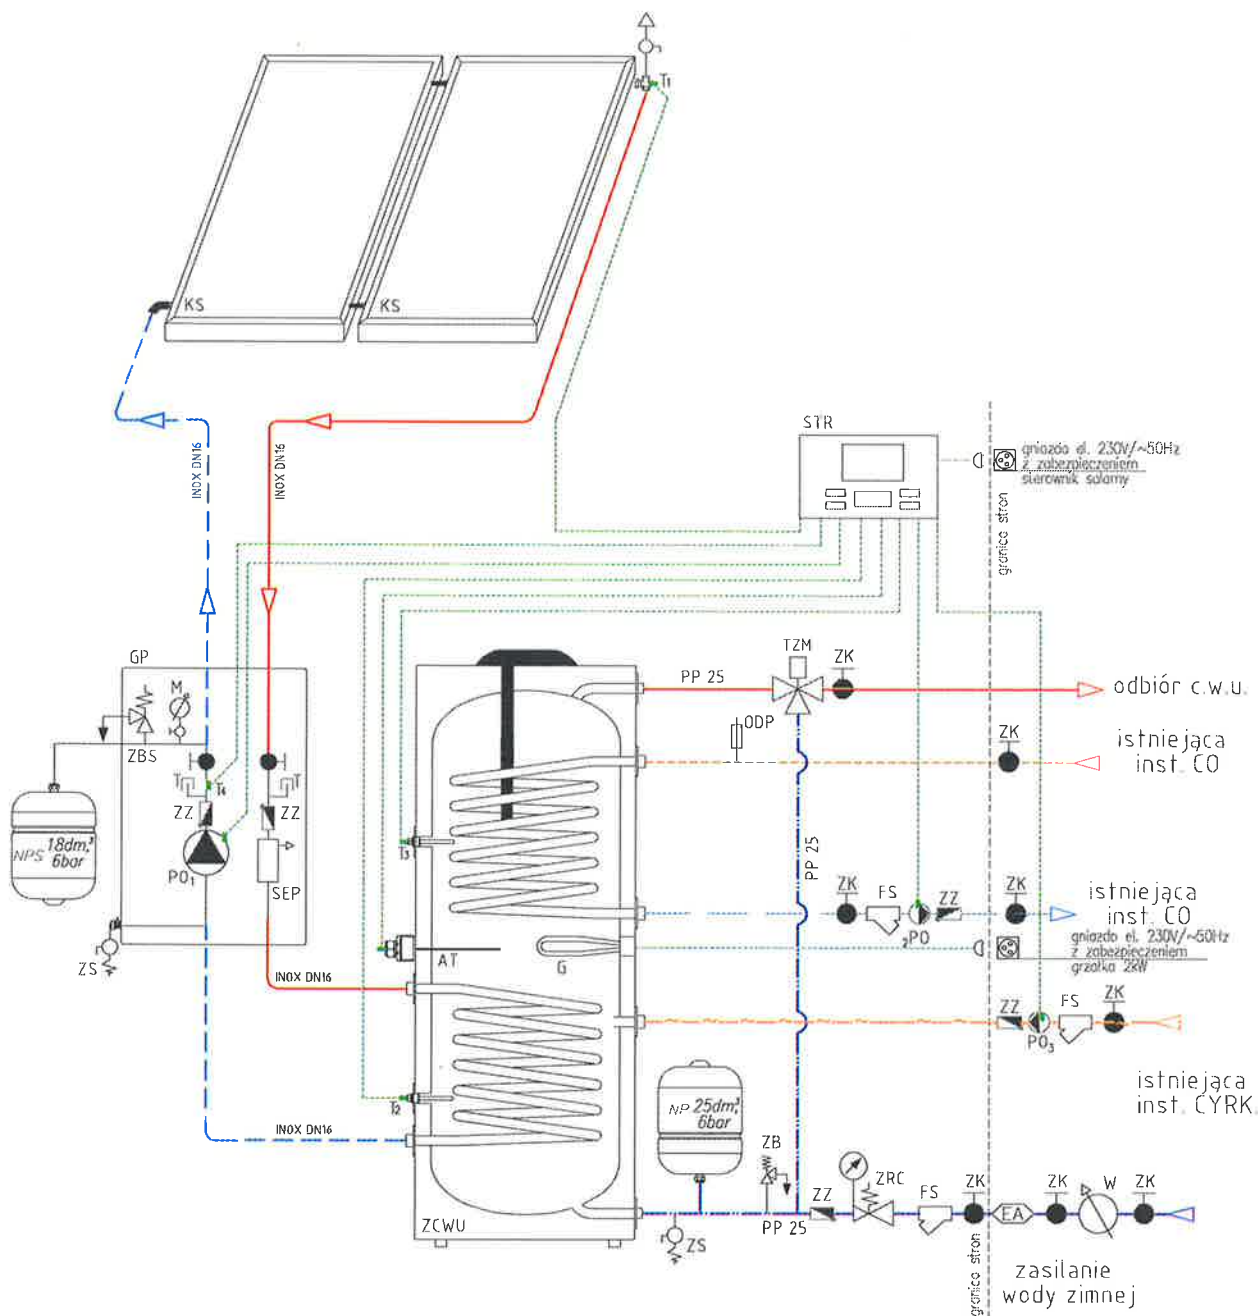 T1
KS
KS
STR
gniazdo el. 230V/~50Hz
z zabezpieczeniem
sterownik solarny
granica stron
INOX DN16
INOX DN16
GP
M
ZBS
T
T4
T
ZZ
ZZ
PO1
SEP
NPS 18dm,³
6bar
ZS
INOX DN16
INOX DN16
T3
AT
G
T2
ZCWU
PP 25
TZM
ZK
odbiór c.w.u.
ODP
ZK
istniejąca
inst. CO
PP 25
ZK
FS
2PO
ZZ
ZK
istniejąca
inst. CO
gniazdo el. 230V/~50Hz
z zabezpieczeniem
grzałka 2kW
ZZ
PO3
FS
ZK
istniejąca
inst. CYRK.
NP 25dm,³
6bar
ZB
ZS
PP 25
ZZ
ZRC
FS
ZK
EA
ZK
W
ZK
granica stron
zasilanie
wody zimnej